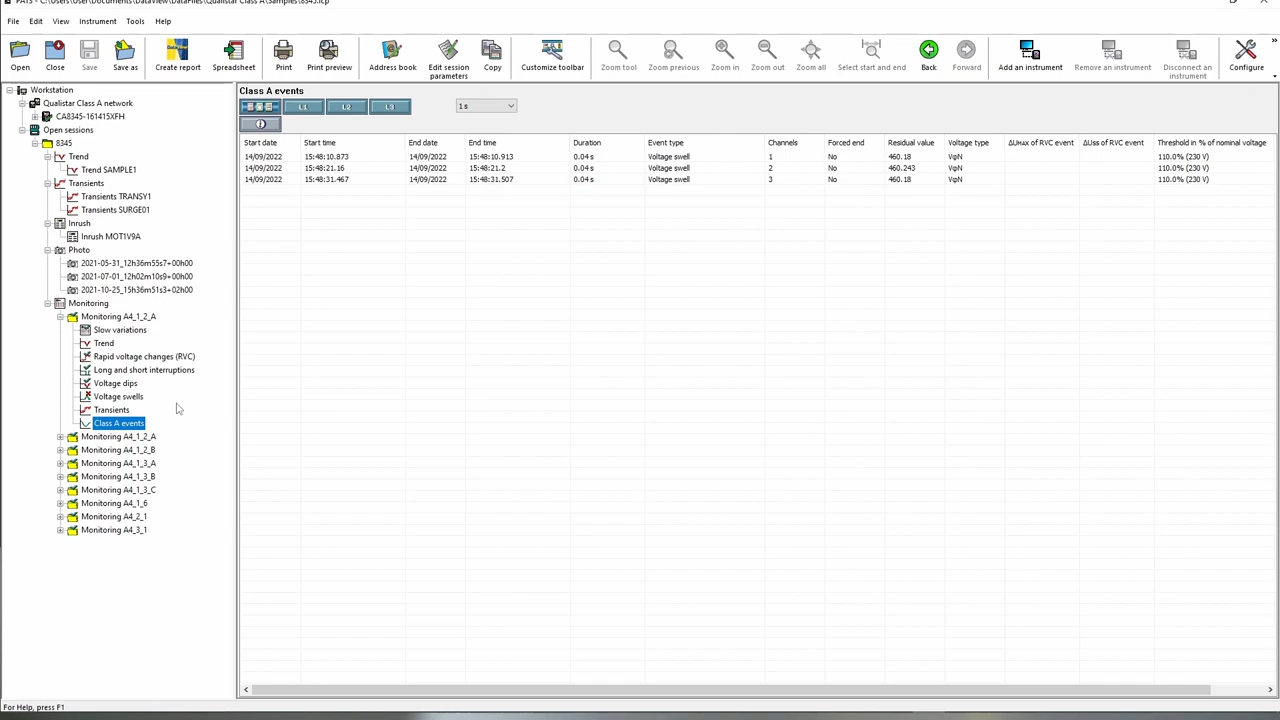 PATS - C:\Users\User\Documents\DataView\DataFiles\Qualistar Class A\Samples\8345.icp
File Edit View Instrument Tools Help
Open Close Save Save as Create report Spreadsheet Print Print preview Address book Edit session parameters Copy Customize toolbar Zoom tool Zoom previous Zoom in Zoom out Zoom all Select start and end Back Forward Add an instrument Remove an instrument Disconnect an instrument Configure
Workstation
Qualistar Class A network
CA8345-161415XFH
Open sessions
8345
Trend
Trend SAMPLE1
Transients
Transients TRANSY1
Transients SURGE01
Inrush
Inrush MOT1V9A
Photo
2021-05-31_12h36m55s7+00h00
2021-07-01_12h02m10s9+00h00
2021-10-25_15h36m51s3+02h00
Monitoring
Monitoring A4_1_2_A
Slow variations
Trend
Rapid voltage changes (RVC)
Long and short interruptions
Voltage dips
Voltage swells
Transients
Class A events
Monitoring A4_1_2_A
Monitoring A4_1_2_B
Monitoring A4_1_3_A
Monitoring A4_1_3_B
Monitoring A4_1_3_C
Monitoring A4_1_6
Monitoring A4_2_1
Monitoring A4_3_1
Class A events
L1 L2 L3 1 s
Start date Start time End date End time Duration Event type Channels Forced end Residual value Voltage type ΔUmax of RVC event ΔUss of RVC event Threshold in % of nominal voltage
14/09/2022 15:48:10.873 14/09/2022 15:48:10.913 0.04 s Voltage swell 1 No 460.18 VφN 110.0% (230 V)
14/09/2022 15:48:21.16 14/09/2022 15:48:21.2 0.04 s Voltage swell 2 No 460.243 VφN 110.0% (230 V)
14/09/2022 15:48:31.467 14/09/2022 15:48:31.507 0.04 s Voltage swell 3 No 460.18 VφN 110.0% (230 V)
For Help, press F1